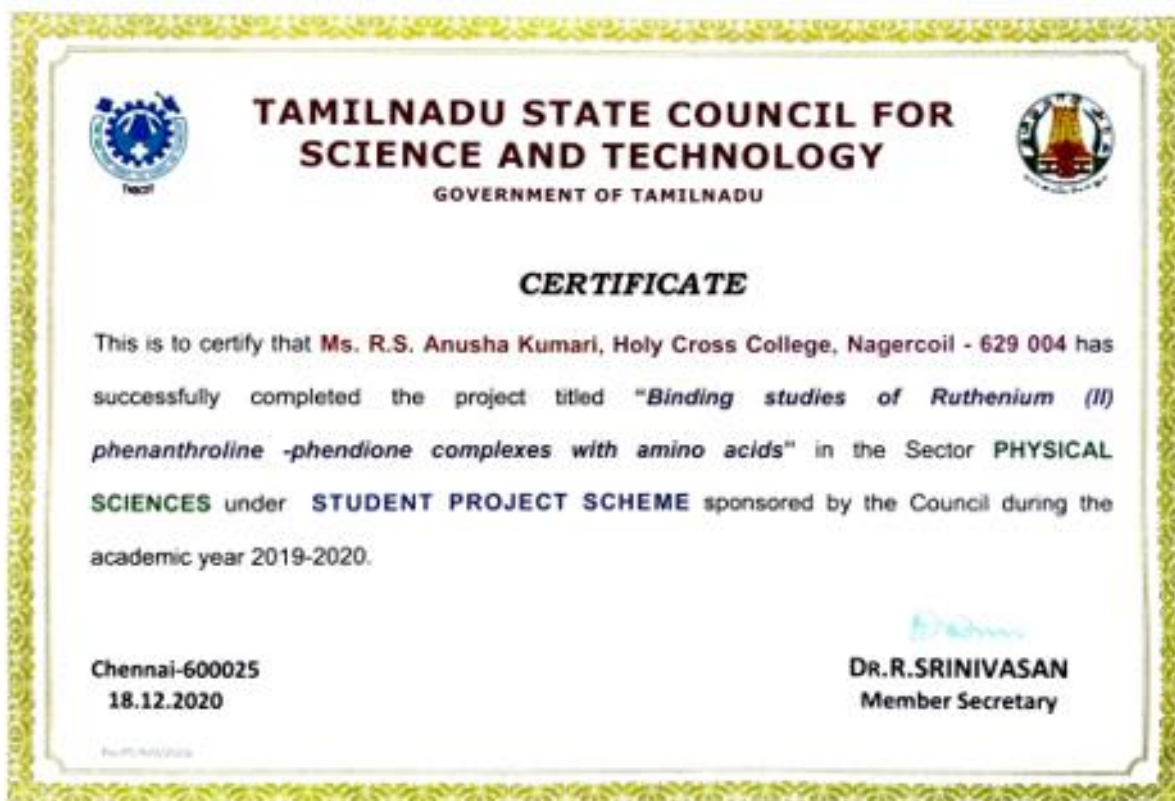 TAMILNADU STATE COUNCIL FOR
SCIENCE AND TECHNOLOGY
GOVERNMENT OF TAMILNADU
CERTIFICATE
This is to certify that Ms. R.S. Anusha Kumari, Holy Cross College, Nagercoil - 629 004 has
successfully completed the project titled "Binding studies of Ruthenium (II)
phenanthroline -phendione complexes with amino acids" in the Sector PHYSICAL
SCIENCES under STUDENT PROJECT SCHEME sponsored by the Council during the
academic year 2019-2020.
Chennai-600025
18.12.2020
DR.R.SRINIVASAN
Member Secretary